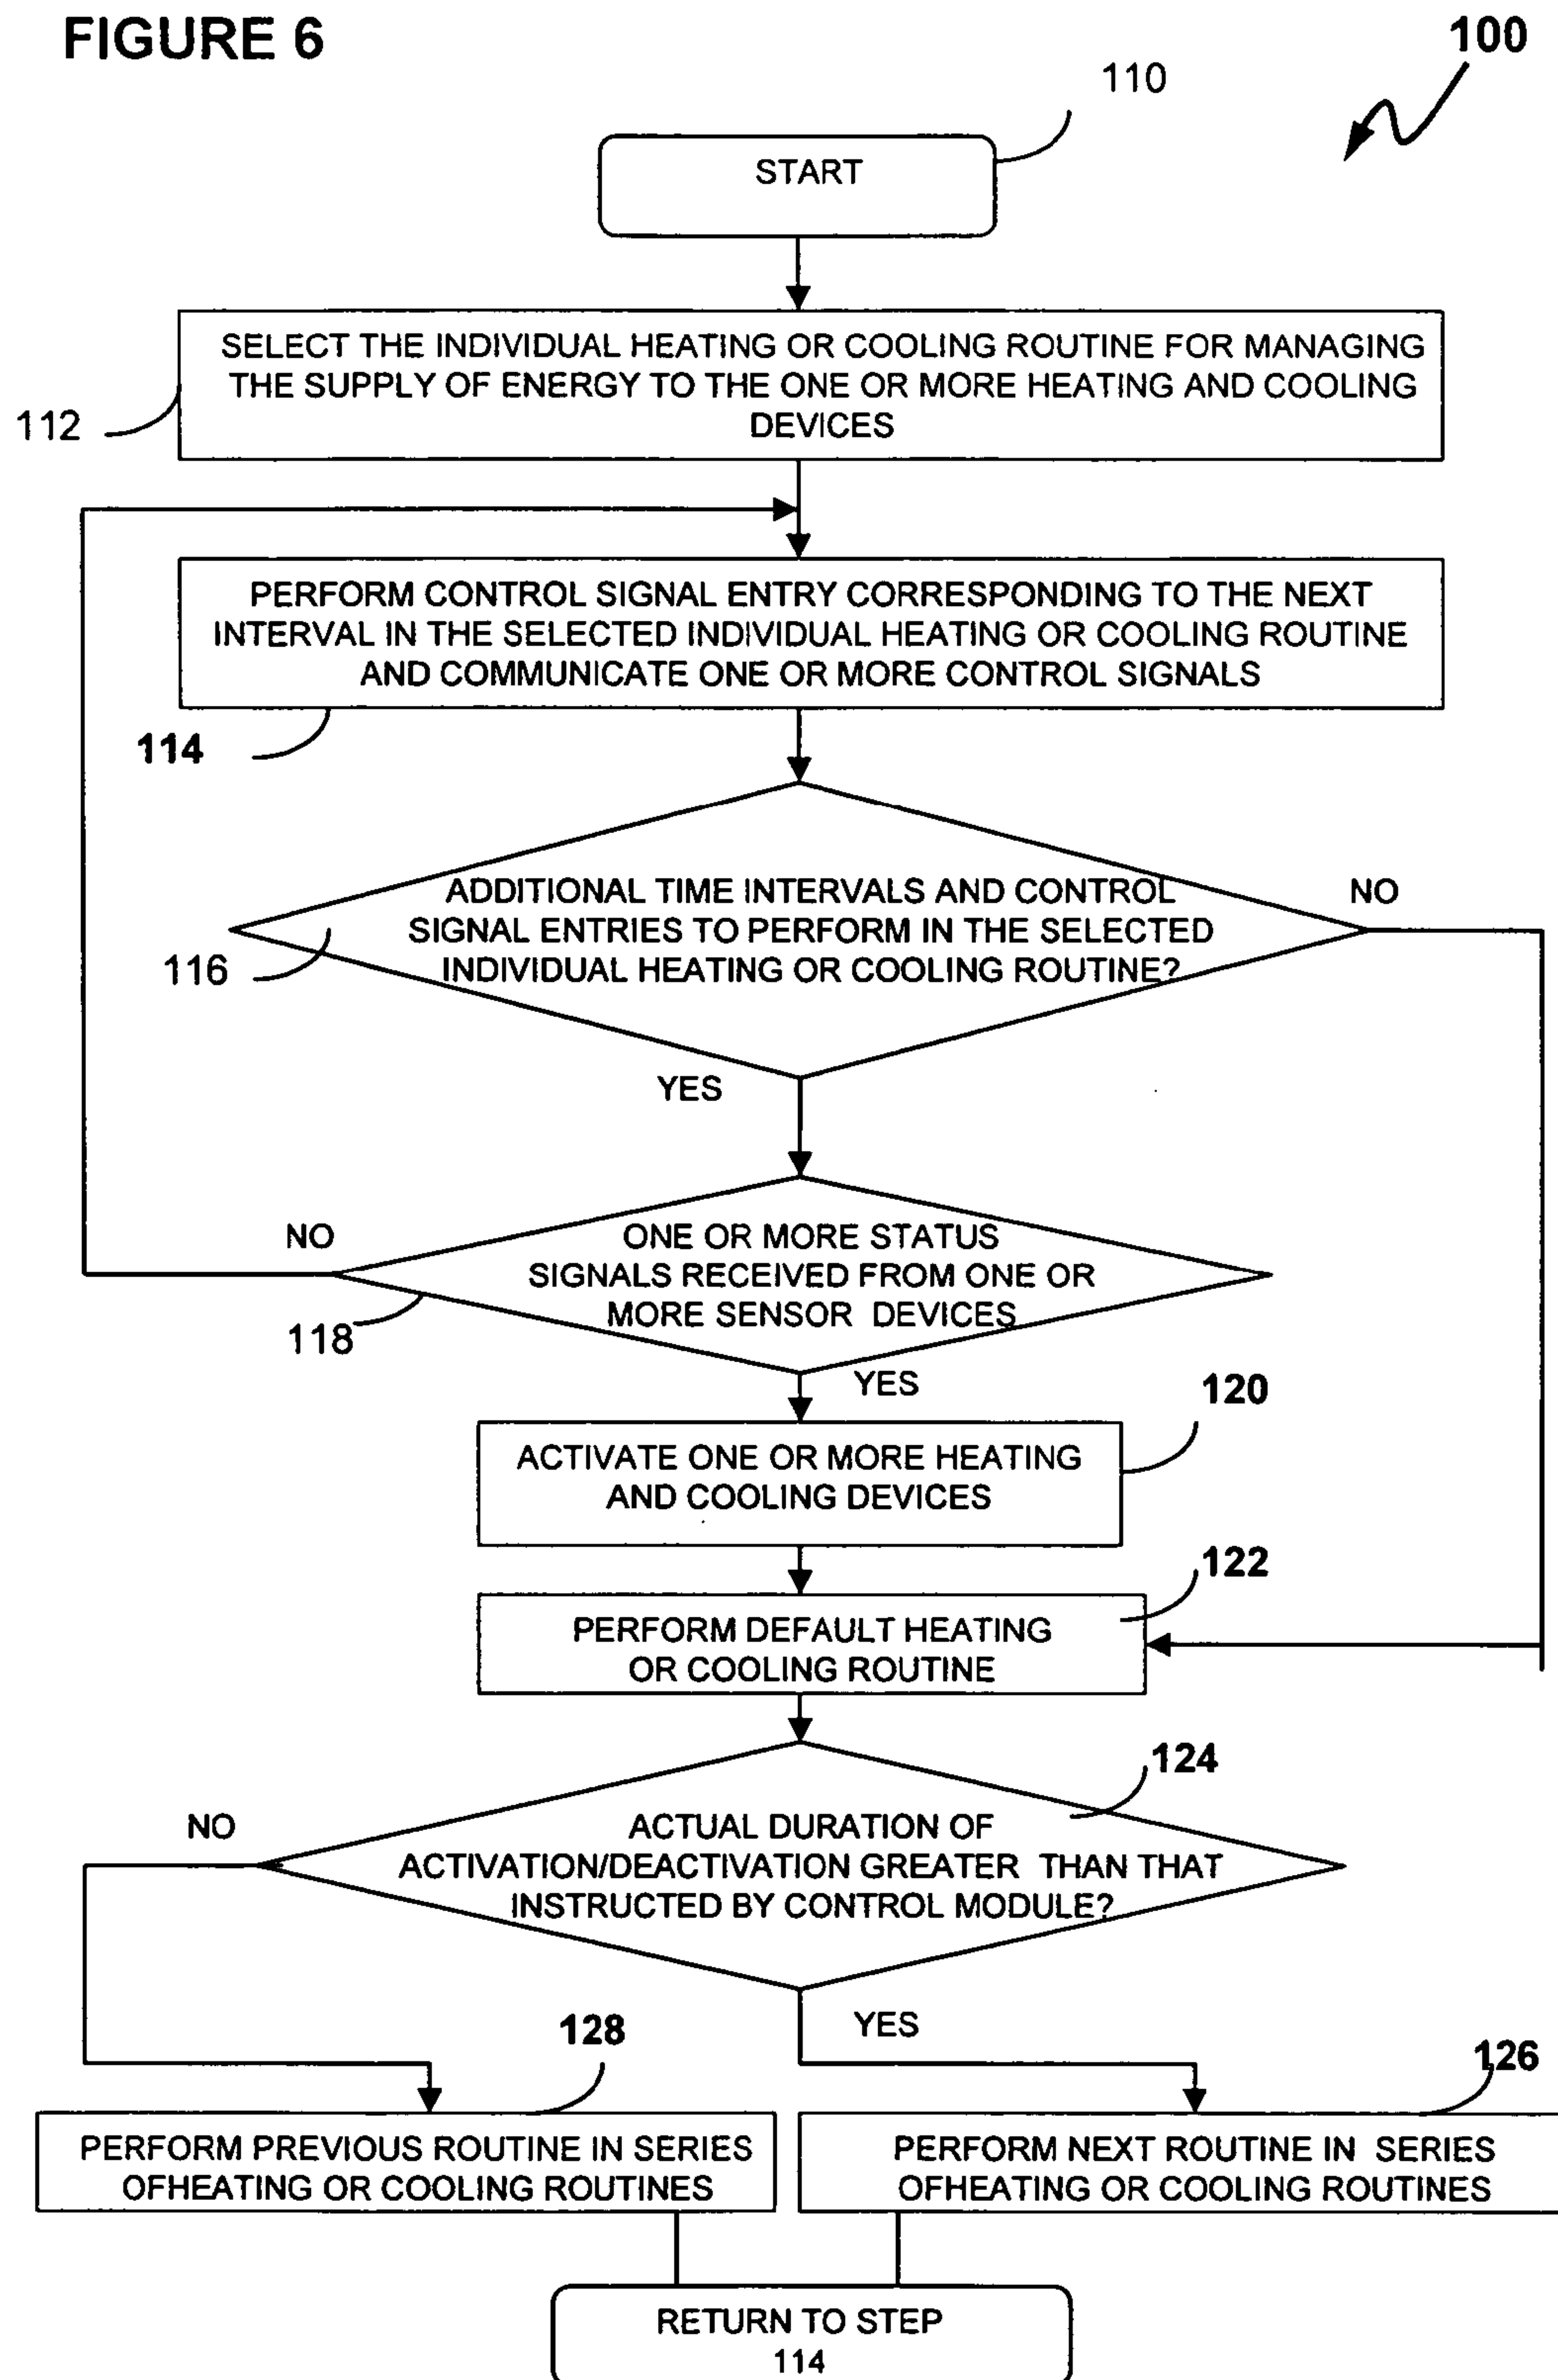 FIGURE 6
100
110
START
SELECT THE INDIVIDUAL HEATING OR COOLING ROUTINE FOR MANAGING
THE SUPPLY OF ENERGY TO THE ONE OR MORE HEATING AND COOLING
DEVICES
112
PERFORM CONTROL SIGNAL ENTRY CORRESPONDING TO THE NEXT
INTERVAL IN THE SELECTED INDIVIDUAL HEATING OR COOLING ROUTINE
AND COMMUNICATE ONE OR MORE CONTROL SIGNALS
114
ADDITIONAL TIME INTERVALS AND CONTROL
SIGNAL ENTRIES TO PERFORM IN THE SELECTED
INDIVIDUAL HEATING OR COOLING ROUTINE?
NO
116
YES
NO
ONE OR MORE STATUS
SIGNALS RECEIVED FROM ONE OR
MORE SENSOR DEVICES
118
YES
120
ACTIVATE ONE OR MORE HEATING
AND COOLING DEVICES
122
PERFORM DEFAULT HEATING
OR COOLING ROUTINE
124
NO
ACTUAL DURATION OF
ACTIVATION/DEACTIVATION GREATER THAN THAT
INSTRUCTED BY CONTROL MODULE?
YES
128
126
PERFORM PREVIOUS ROUTINE IN SERIES
OFHEATING OR COOLING ROUTINES
PERFORM NEXT ROUTINE IN SERIES
OFHEATING OR COOLING ROUTINES
RETURN TO STEP
114